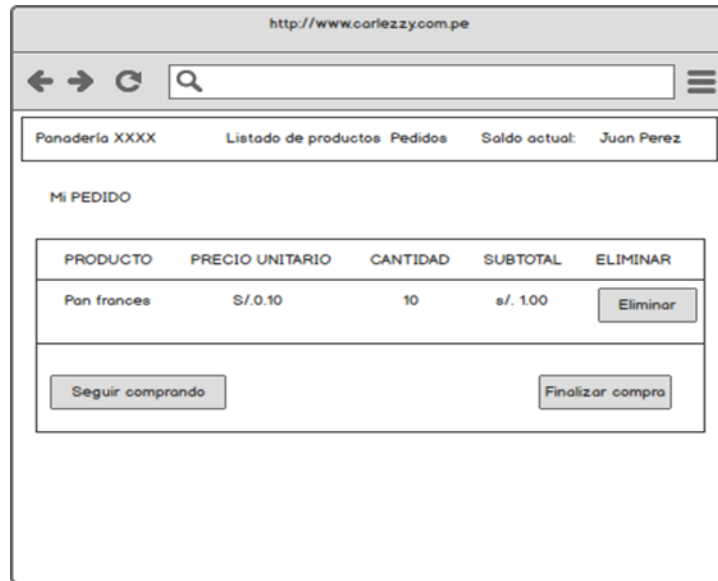 http://www.carlezzy.com.pe
Panadería XXXX Listado de productos Pedidos Saldo actual: Juan Perez
Mi PEDIDO
PRODUCTO PRECIO UNITARIO CANTIDAD SUBTOTAL ELIMINAR
Pan frances S/.0.10 10 s/. 1.00 Eliminar
Seguir comprando Finalizar compra